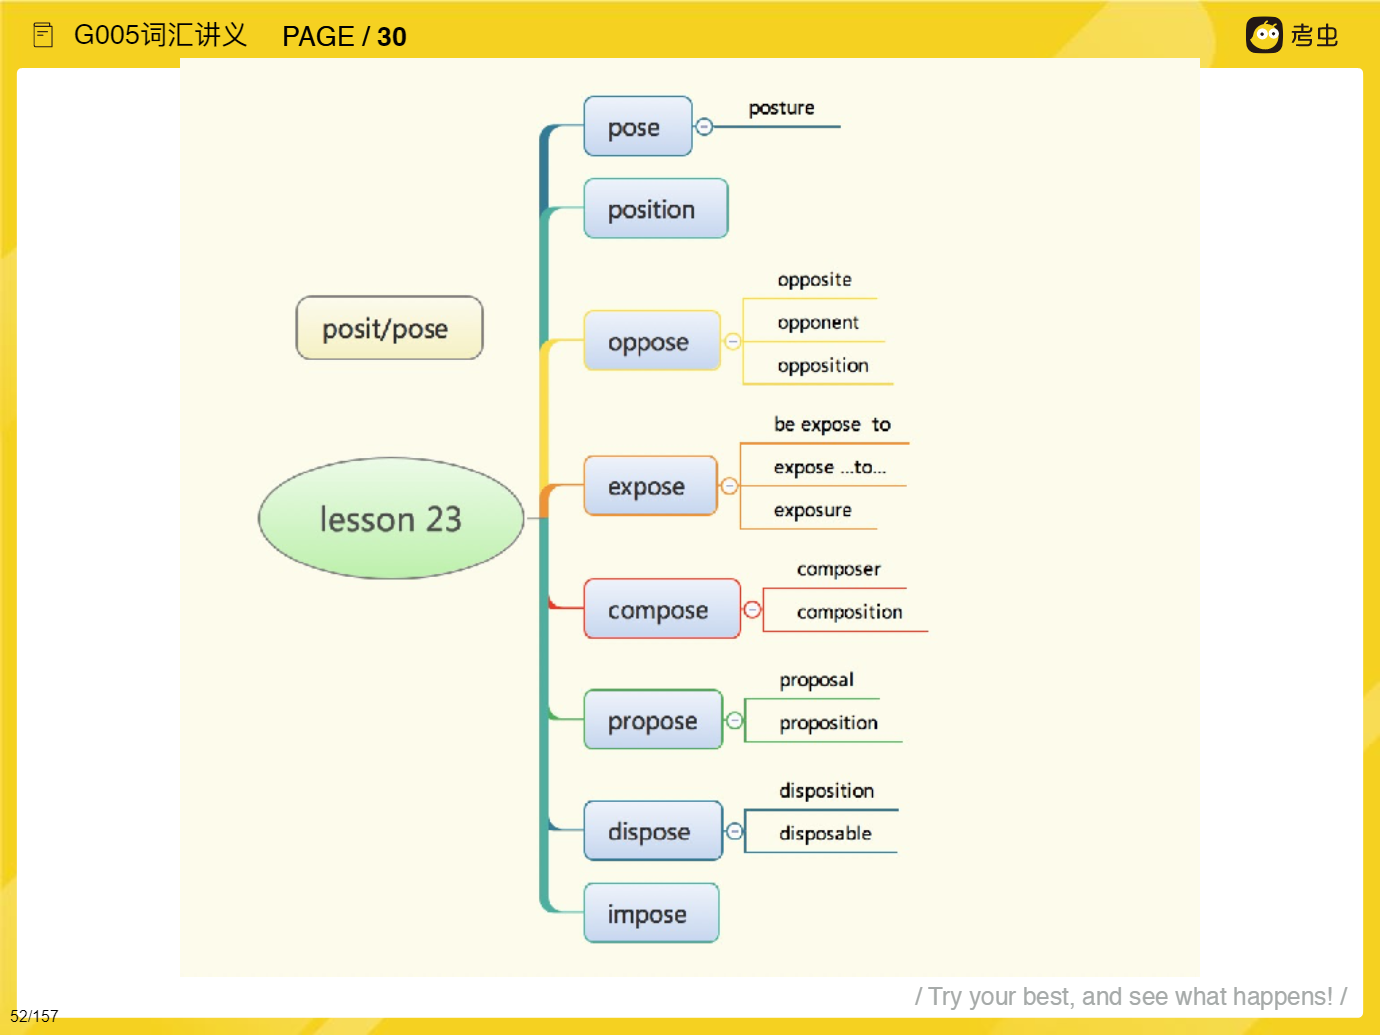 G005词汇讲义 PAGE / 30
考虫
pose
posture
position
posit/pose
oppose
opposite
opponent
opposition
lesson 23
expose
be expose to
expose ...to...
exposure
compose
composer
composition
propose
proposal
proposition
dispose
disposition
disposable
impose
/ Try your best, and see what happens! /
52/157